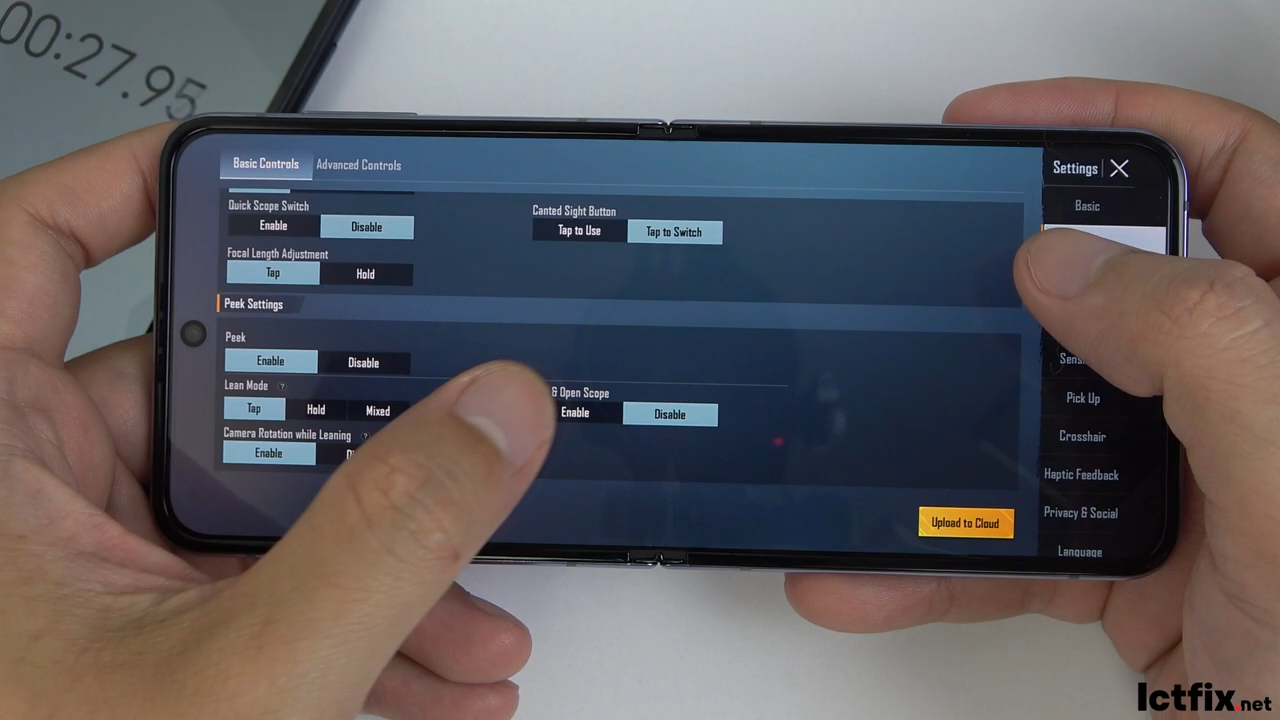 00:27.95
Basic Controls Advanced Controls
Settings
Basic
Quick Scope Switch
Enable Disable
Canted Sight Button
Tap to Use Tap to Switch
Focal Length Adjustment
Tap Hold
Peek Settings
Peek
Enable Disable
Lean Mode ?
Tap Hold Mixed
& Open Scope
Enable Disable
Camera Rotation while Leaning ?
Enable
Pick Up
Crosshair
Haptic Feedback
Privacy & Social
Language
Upload to Cloud
Ictfix.net